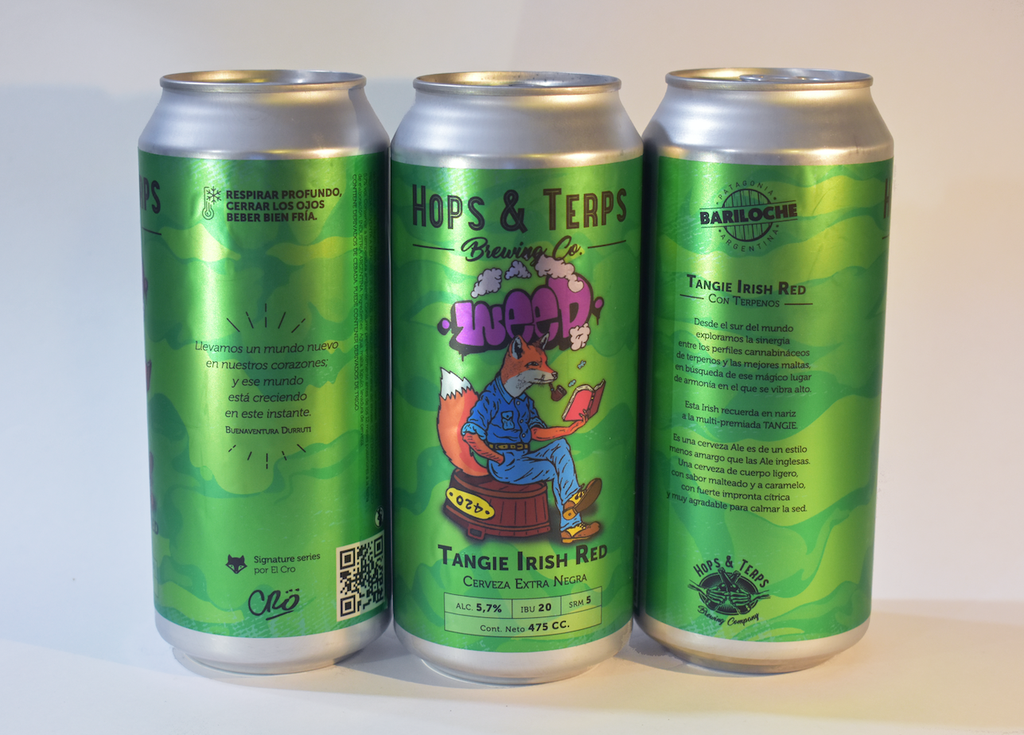 PS
RESPIRAR PROFUNDO,
CERRAR LOS OJOS
BEBER BIEN FRÍA.
Llevamos un mundo nuevo
en nuestros corazones;
y ese mundo
está creciendo
en este instante.
Buenaventura Durruti
Signature series
por El Cro
CRö
HOPS & TERPS
Brewing Co.
WEED
420
TANGIE IRISH RED
CERVEZA EXTRA NEGRA
ALC. 5,7% IBU 20 SRM 5
Cont. Neto 475 CC.
PATAGONIA
BARILOCHE
ARGENTINA
TANGIE IRISH RED
CON TERPENOS
Desde el sur del mundo
exploramos la sinergía
entre los perfiles cannabináceos
de terpenos y las mejores maltas,
en búsqueda de ese mágico lugar
de armonía en el que se vibra alto.
Esta Irish recuerda en nariz
a la multi-premiada TANGIE.
Es una cerveza Ale es de un estilo
menos amargo que las Ale inglesas.
Una cerveza de cuerpo lígero,
con sabor malteado y a caramelo,
con fuerte impronta cítrica
y muy agradable para calmar la sed.
HOPS & TERPS
Brewing Company